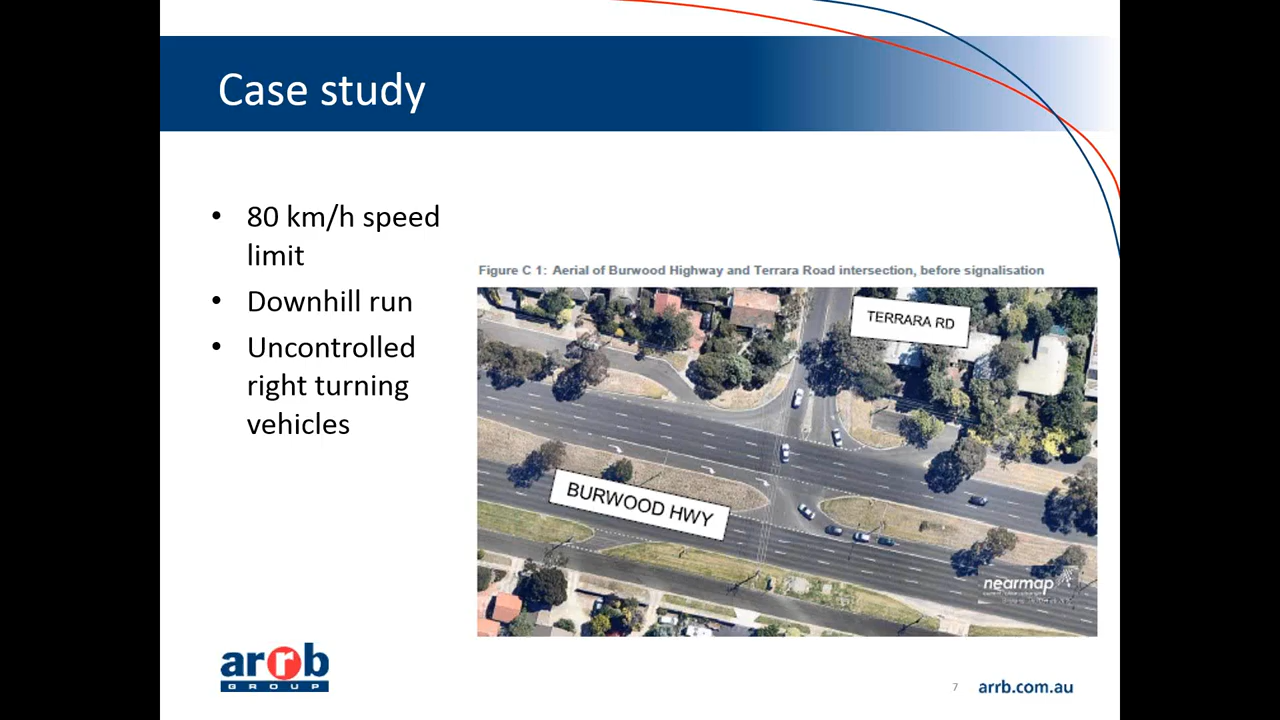 Case study
• 80 km/h speed
limit
• Downhill run
• Uncontrolled
right turning
vehicles
Figure C 1: Aerial of Burwood Highway and Terrara Road intersection, before signalisation
TERRARA RD
BURWOOD HWY
nearmap
arrb
GROUP
7
arrb.com.au